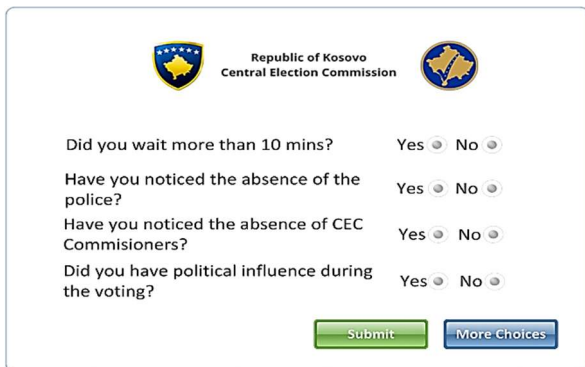 Republic of Kosovo
Central Election Commission
Did you wait more than 10 mins? Yes No
Have you noticed the absence of the
police? Yes No
Have you noticed the absence of CEC
Commisioners? Yes No
Did you have political influence during
the voting? Yes No
Submit More Choices